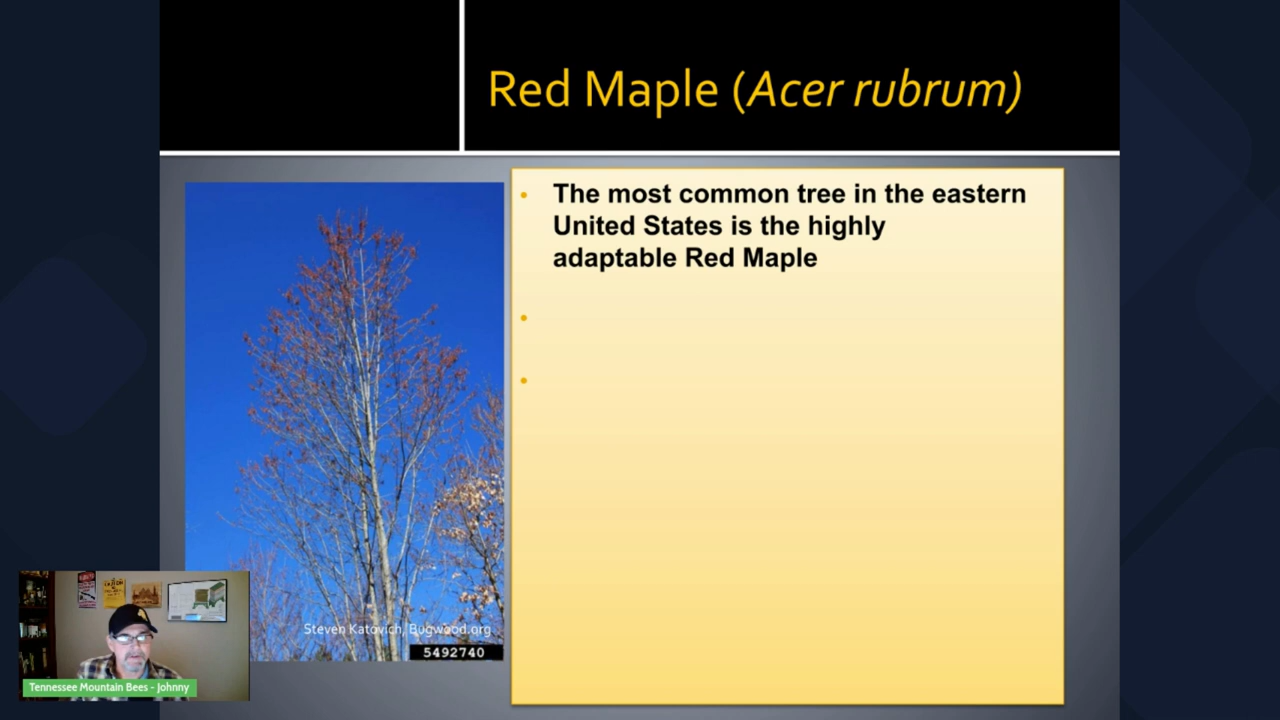 Red Maple (Acer rubrum)
• The most common tree in the eastern
United States is the highly
adaptable Red Maple
•
•
Steven Katovich, Bugwood.org
5492740
Tennessee Mountain Bees - Johnny